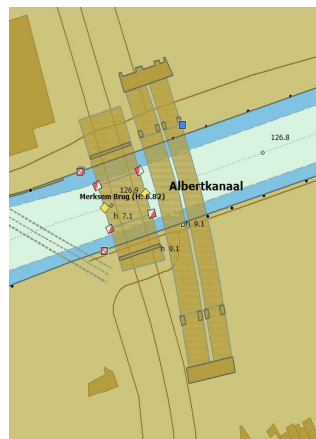 126.8
Albertkanaal
126.9
Merksem Brug (H: 6.82)
h 7.1
h 9.1
h 9.1